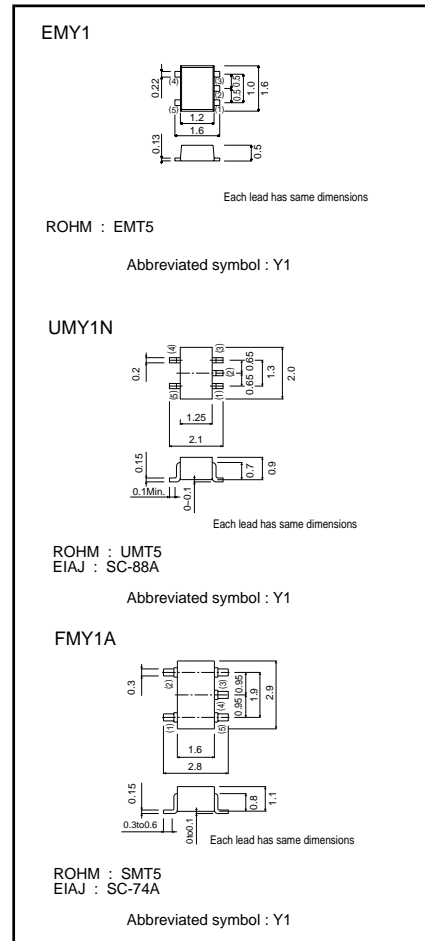 EMY1
0.22
(4)
(3)
(2)
(5)
(1)
0.5
0.5
1.0
1.6
1.2
1.6
0.13
0.5
Each lead has same dimensions
ROHM : EMT5
Abbreviated symbol : Y1
UMY1N
0.2
(4)
(3)
(2)
(5)
(1)
0.65
0.65
1.3
2.0
1.25
2.1
0.15
0.1Min.
0~0.1
0.7
0.9
Each lead has same dimensions
ROHM : UMT5
EIAJ : SC-88A
Abbreviated symbol : Y1
FMY1A
0.3
(2)
(3)
(4)
(1)
(5)
0.95
0.95
1.9
2.9
1.6
2.8
0.15
0.3to0.6
0to0.1
0.8
1.1
Each lead has same dimensions
ROHM : SMT5
EIAJ : SC-74A
Abbreviated symbol : Y1